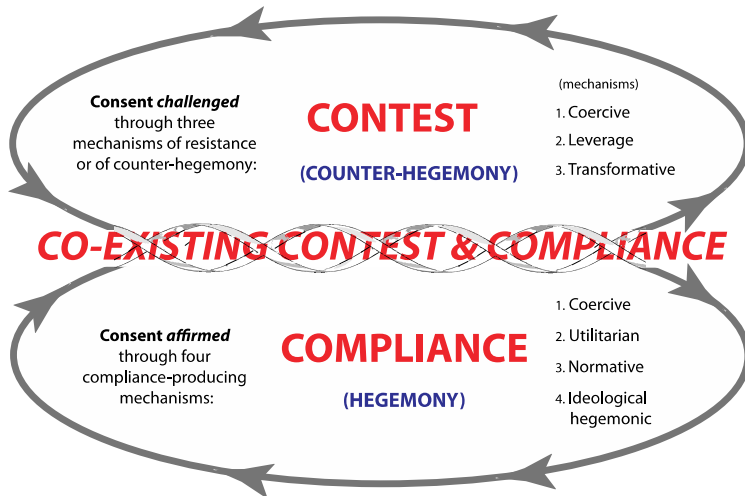 Consent challenged
through three
mechanisms of resistance
or of counter-hegemony:
CONTEST
(COUNTER-HEGEMONY)
(mechanisms)
1. Coercive
2. Leverage
3. Transformative
CO-EXISTING CONTEST & COMPLIANCE
Consent affirmed
through four
compliance-producing
mechanisms:
COMPLIANCE
(HEGEMONY)
1. Coercive
2. Utilitarian
3. Normative
4. Ideological
hegemonic